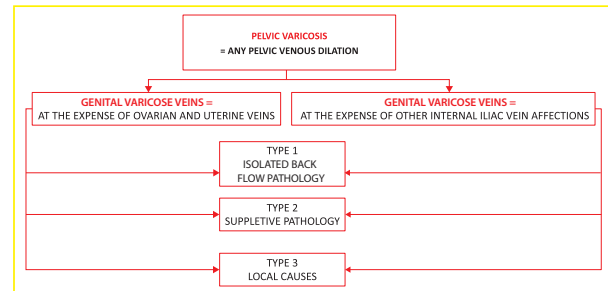 PELVIC VARICOSIS
= ANY PELVIC VENOUS DILATION
GENITAL VARICOSE VEINS =
AT THE EXPENSE OF OVARIAN AND UTERINE VEINS
GENITAL VARICOSE VEINS =
AT THE EXPENSE OF OTHER INTERNAL ILIAC VEIN AFFECTIONS
TYPE 1
ISOLATED BACK
FLOW PATHOLOGY
TYPE 2
SUPPLETIVE PATHOLOGY
TYPE 3
LOCAL CAUSES